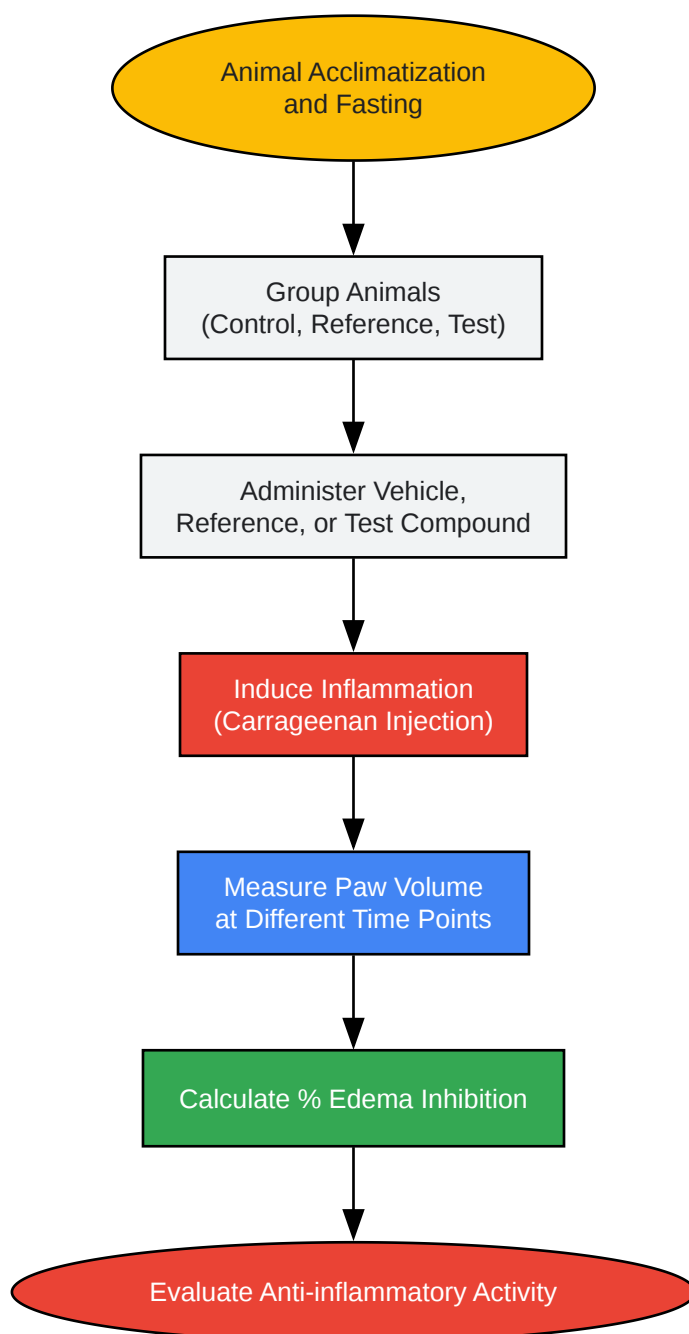 Animal Acclimatization
and Fasting
Group Animals
(Control, Reference, Test)
Administer Vehicle,
Reference, or Test Compound
Induce Inflammation
(Carrageenan Injection)
Measure Paw Volume
at Different Time Points
Calculate % Edema Inhibition
Evaluate Anti-inflammatory Activity